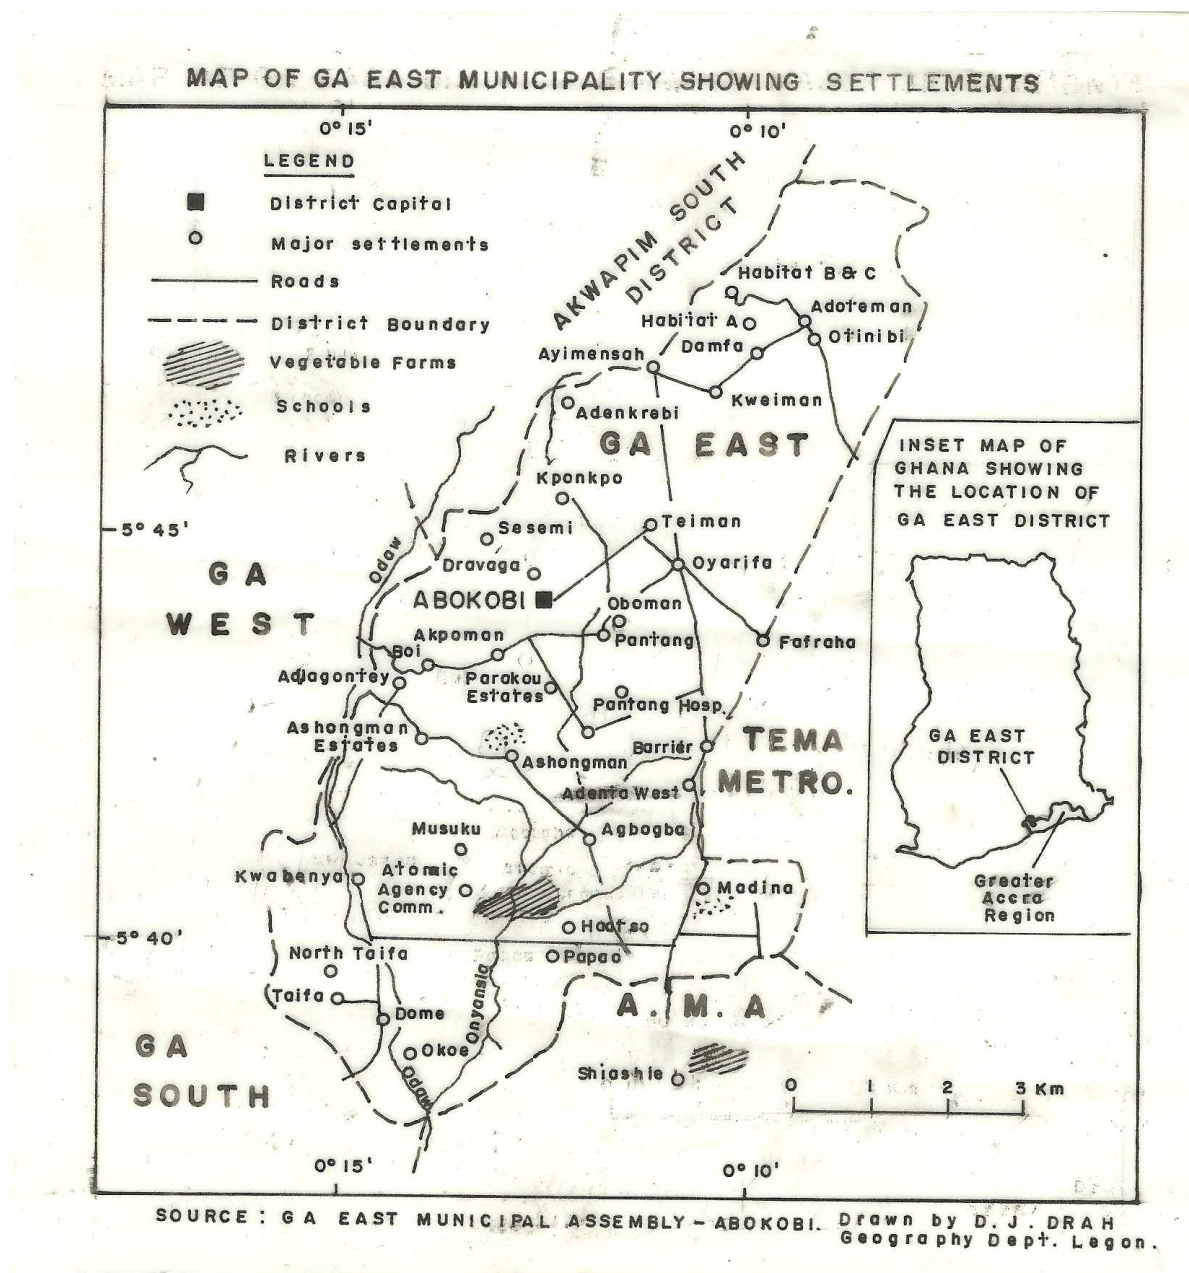 MAP OF GA EAST MUNICIPALITY SHOWING SETTLEMENTS
0° 15'
0° 10'
LEGEND
District Capital
Major settlements
Roads
District Boundary
Vegetable Farms
Schools
Rivers
AKWAPIM SOUTH
DISTRICT
Habitat B & C
Adoteman
Habitat A
Otinibi
Damfa
Ayimensah
Kweiman
Adenkrebi
GA EAST
INSET MAP OF
GHANA SHOWING
THE LOCATION OF
GA EAST DISTRICT
Kponkpo
5° 45'
Sesemi
Teiman
Odaw
Dravaga
Oyarifa
GA
WEST
ABOKOBI
Oboman
Akpoman
Pantang
Fafraha
Boi
Adjagontey
Parakou
Estates
Pantang Hosp.
Ashongman
Estates
Barrier
TEMA
METRO.
GA EAST
DISTRICT
Ashongman
Adenta West
Musuku
Agbogba
Kwabenya
Atomic
Agency
Comm.
Madina
Greater
Accra
Region
Haatso
5° 40'
North Taifa
Papao
Taifa
Onyansia
A. M. A
Dome
GA
SOUTH
Okoe
Odaw
Shiashie
0 1 2 3 Km
0° 15'
0° 10'
SOURCE : GA EAST MUNICIPAL ASSEMBLY - ABOKOBI. Drawn by D. J. DRAH
Geography Dept. Legon.